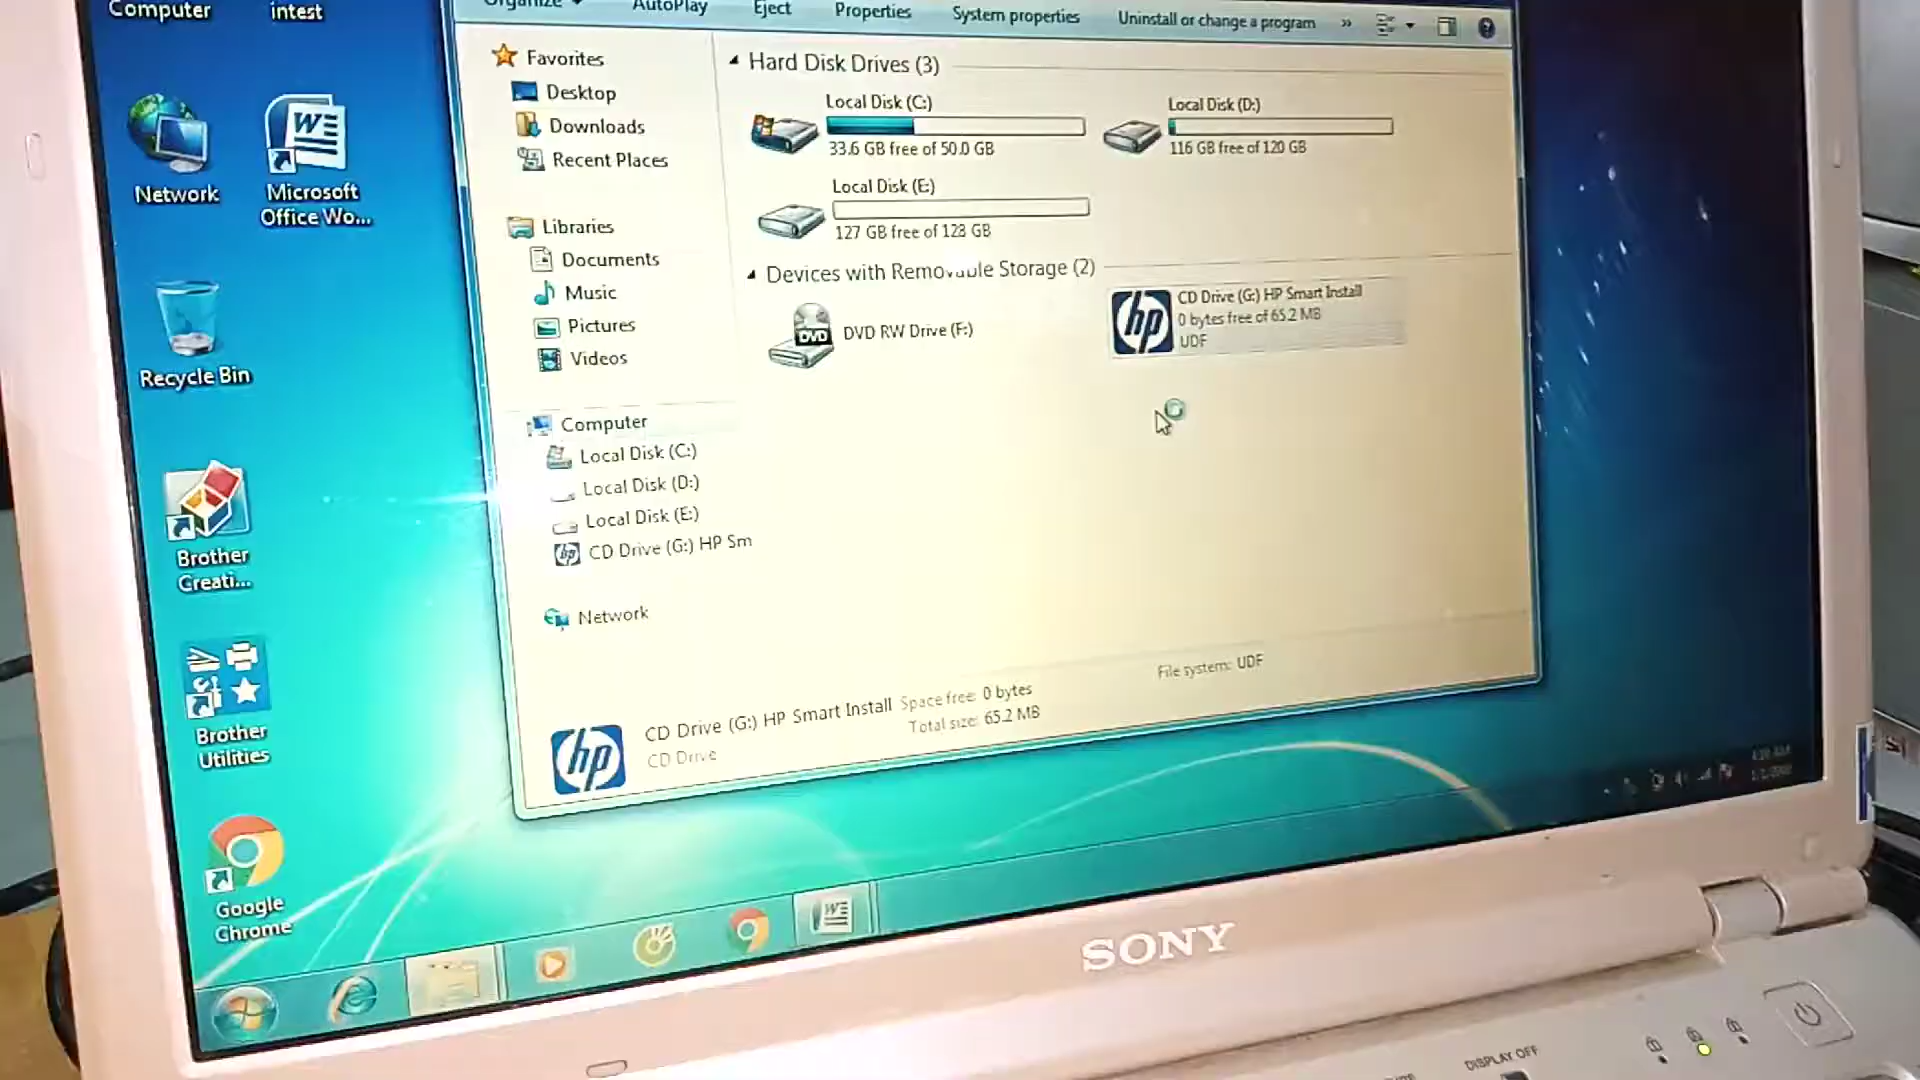 Computer
intest
Organize
AutoPlay
Eject
Properties
System properties
Uninstall or change a program
»
Favorites
Desktop
Downloads
Recent Places
Libraries
Documents
Music
Pictures
Videos
Computer
Local Disk (C:)
Local Disk (D:)
Local Disk (E:)
CD Drive (G:) HP Sm
Network
Hard Disk Drives (3)
Local Disk (C:)
33.6 GB free of 50.0 GB
Local Disk (D:)
116 GB free of 120 GB
Local Disk (E:)
127 GB free of 128 GB
Devices with Removable Storage (2)
DVD
DVD RW Drive (F:)
hp
CD Drive (G:) HP Smart Install
0 bytes free of 65.2 MB
UDF
hp
CD Drive (G:) HP Smart Install
CD Drive
Space free: 0 bytes
Total size: 65.2 MB
File system: UDF
Network
Microsoft
Office Wo...
Recycle Bin
Brother
Creati...
Brother
Utilities
Google
Chrome
SONY
DISPLAY OFF